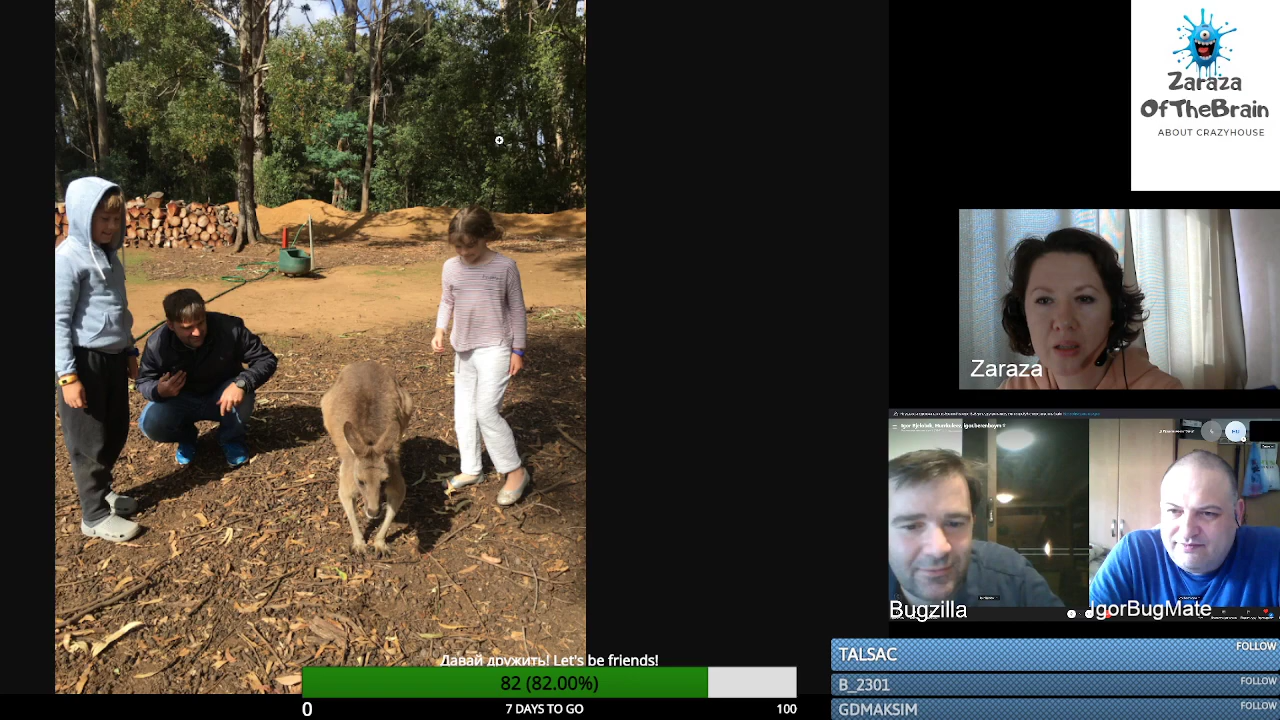 Zaraza
OfTheBrain
ABOUT CRAZYHOUSE
Zaraza
Bugzilla
IgorBugMate
TALSAC
FOLLOW
B_2301
FOLLOW
GDMAKSIM
FOLLOW
Давай дружить! Let's be friends!
82 (82.00%)
0
7 DAYS TO GO
100